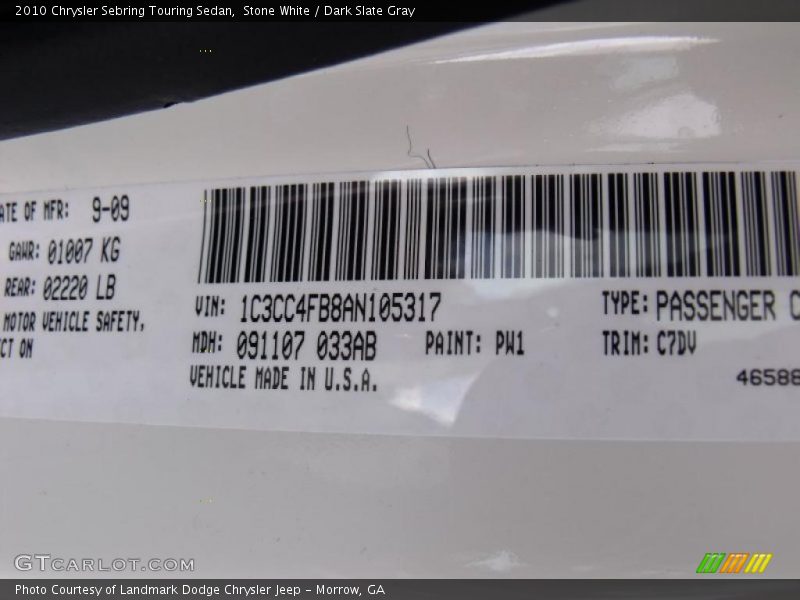 2010 Chrysler Sebring Touring Sedan, Stone White / Dark Slate Gray
ATE OF MFR: 9-09
GAWR: 01007 KG
REAR: 02220 LB
MOTOR VEHICLE SAFETY,
ECT ON
VIN: 1C3CC4FB8AN105317
MDH: 091107 033AB
PAINT: PW1
VEHICLE MADE IN U.S.A.
TYPE: PASSENGER C
TRIM: C7DV
46588
GTCARLOT.COM
Photo Courtesy of Landmark Dodge Chrysler Jeep - Morrow, GA